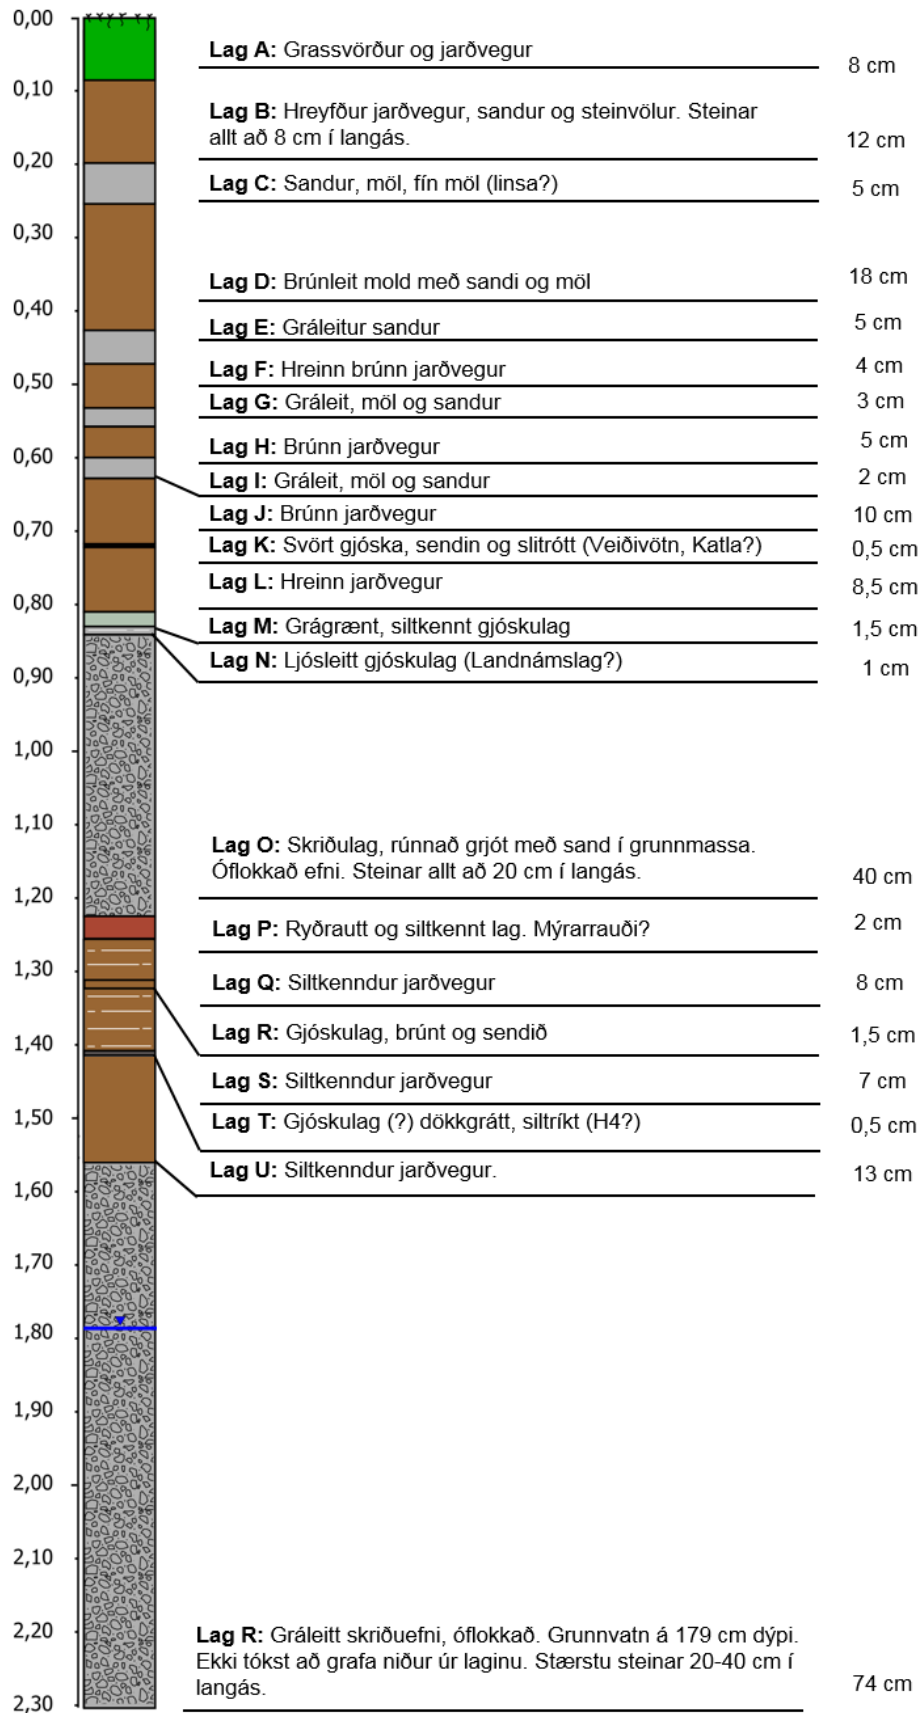 0,00
Lag A: Grassvörður og jarðvegur
8 cm
0,10
Lag B: Hreyfður jarðvegur, sandur og steinvölur. Steinar
allt að 8 cm í langás.
12 cm
0,20
Lag C: Sandur, möl, fín möl (linsa?)
5 cm
0,30
Lag D: Brúnleit mold með sandi og möl
18 cm
0,40
Lag E: Gráleitur sandur
5 cm
Lag F: Hreinn brúnn jarðvegur
4 cm
0,50
Lag G: Gráleit, möl og sandur
3 cm
Lag H: Brúnn jarðvegur
5 cm
0,60
Lag I: Gráleit, möl og sandur
2 cm
Lag J: Brúnn jarðvegur
10 cm
0,70
Lag K: Svört gjóska, sendin og slitrótt (Veiðivötn, Katla?)
0,5 cm
Lag L: Hreinn jarðvegur
8,5 cm
0,80
Lag M: Grágrænt, siltkennt gjóskulag
1,5 cm
Lag N: Ljósleitt gjóskulag (Landnámslag?)
1 cm
0,90
1,00
1,10
Lag O: Skriðulag, rúnnað grjót með sand í grunnmassa.
Óflokkað efni. Steinar allt að 20 cm í langás.
40 cm
1,20
Lag P: Ryðrautt og siltkennt lag. Mýrarrauði?
2 cm
1,30
Lag Q: Siltkenndur jarðvegur
8 cm
Lag R: Gjóskulag, brúnt og sendið
1,5 cm
1,40
Lag S: Siltkenndur jarðvegur
7 cm
1,50
Lag T: Gjóskulag (?) dökkgrátt, siltríkt (H4?)
0,5 cm
Lag U: Siltkenndur jarðvegur.
13 cm
1,60
1,70
1,80
1,90
2,00
2,10
2,20
Lag R: Gráleitt skriðuefni, óflokkað. Grunnvatn á 179 cm dýpi.
Ekki tókst að grafa niður úr laginu. Stærstu steinar 20-40 cm í
langás.
74 cm
2,30